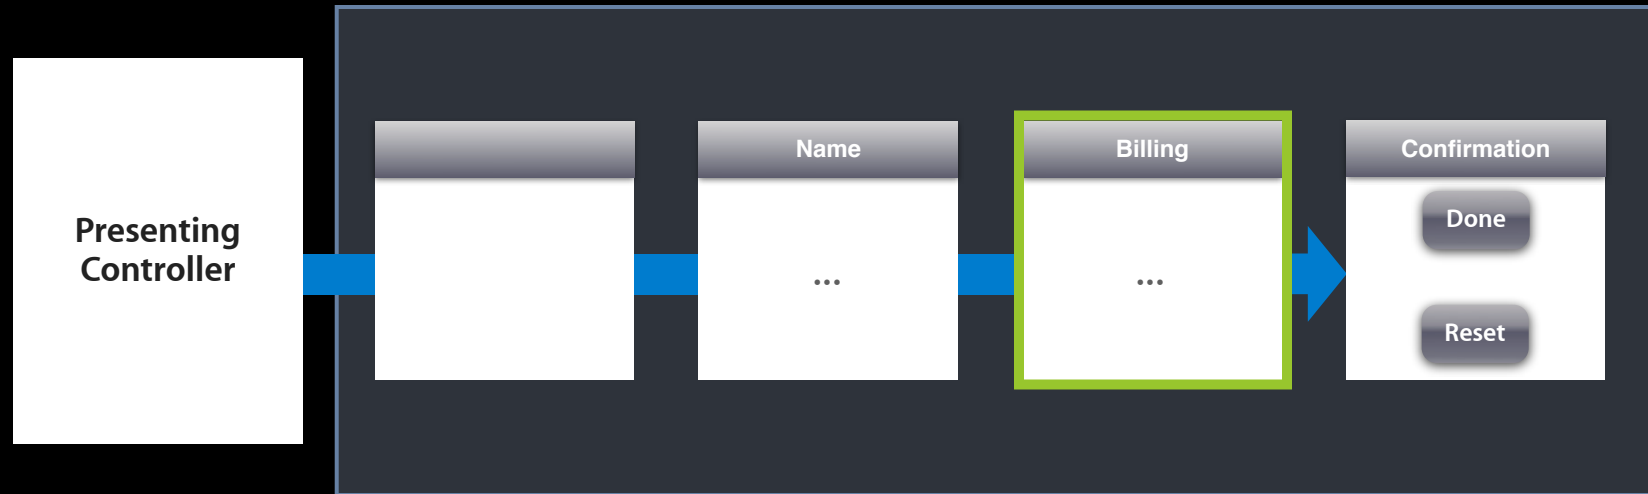 Presenting
Controller
Name
...
Billing
...
Confirmation
Done
Reset